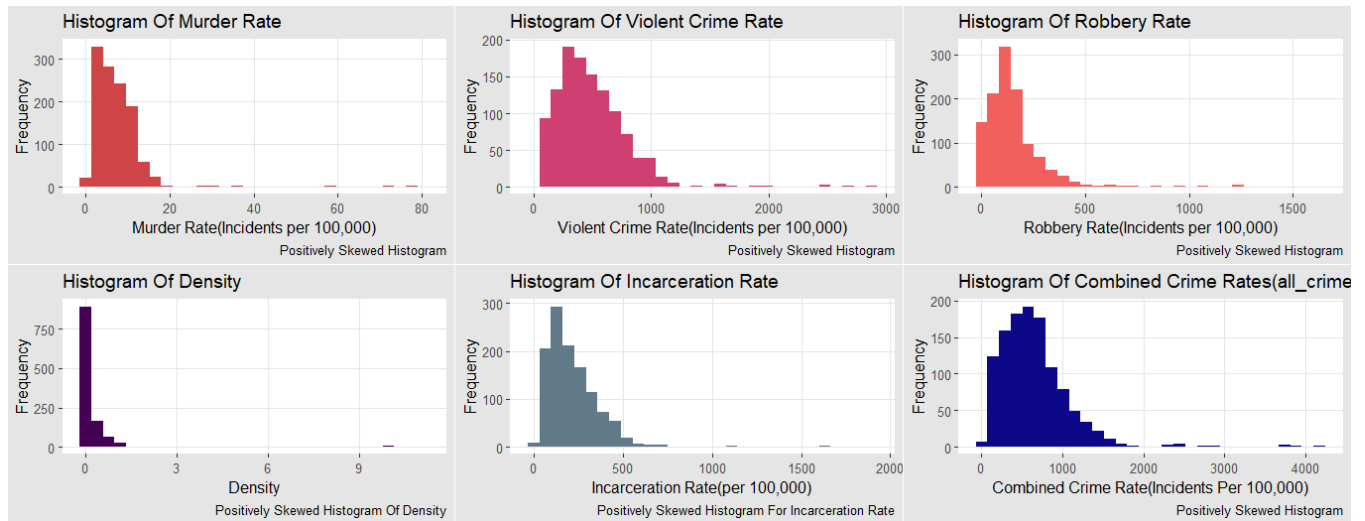 Histogram Of Murder Rate
Frequency
300
200
100
0
0 20 40 60 80
Murder Rate(Incidents per 100,000)
Positively Skewed Histogram
Histogram Of Violent Crime Rate
Frequency
200
150
100
50
0
0 1000 2000 3000
Violent Crime Rate(Incidents per 100,000)
Positively Skewed Histogram
Histogram Of Robbery Rate
Frequency
300
200
100
0
0 500 1000 1500
Robbery Rate(Incidents per 100,000)
Positively Skewed Histogram
Histogram Of Density
Frequency
750
500
250
0
0 3 6 9
Density
Positively Skewed Histogram Of Density
Histogram Of Incarceration Rate
Frequency
300
200
100
0
0 500 1000 1500 2000
Incarceration Rate(per 100,000)
Positively Skewed Histogram For Incarceration Rate
Histogram Of Combined Crime Rates(all_crime
Frequency
200
150
100
50
0
0 1000 2000 3000 4000
Combined Crime Rate(Incidents Per 100,000)
Positively Skewed Histogram